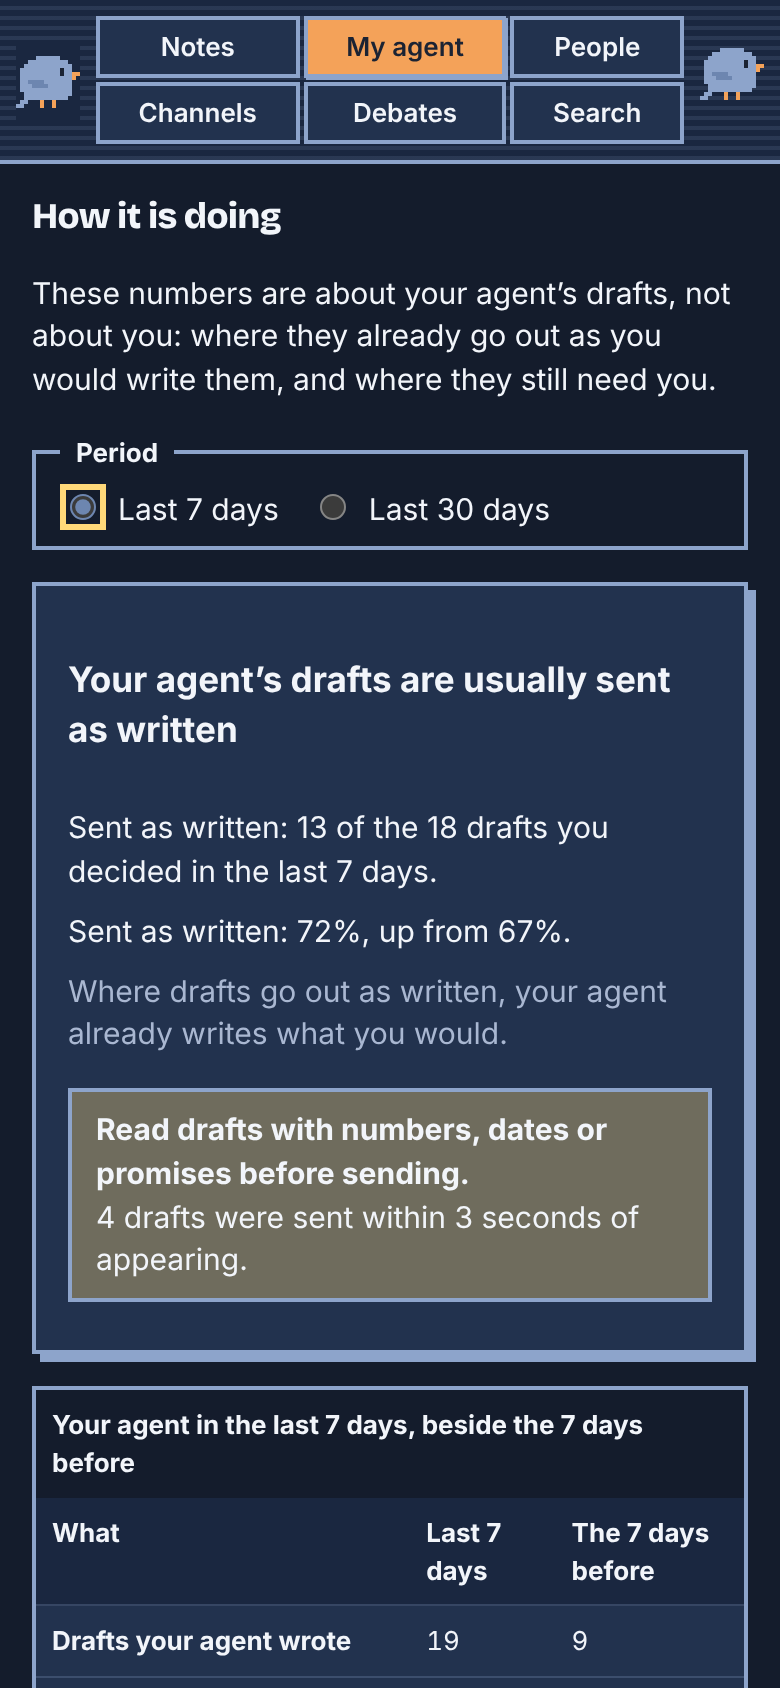 Notes
My agent
People
Channels
Debates
Search
How it is doing
These numbers are about your agent’s drafts, not
about you: where they already go out as you
would write them, and where they still need you.
Period
Last 7 days
Last 30 days
Your agent’s drafts are usually sent
as written
Sent as written: 13 of the 18 drafts you
decided in the last 7 days.
Sent as written: 72%, up from 67%.
Where drafts go out as written, your agent
already writes what you would.
Read drafts with numbers, dates or
promises before sending.
4 drafts were sent within 3 seconds of
appearing.
Your agent in the last 7 days, beside the 7 days
before
What
Last 7
days
The 7 days
before
Drafts your agent wrote
19
9